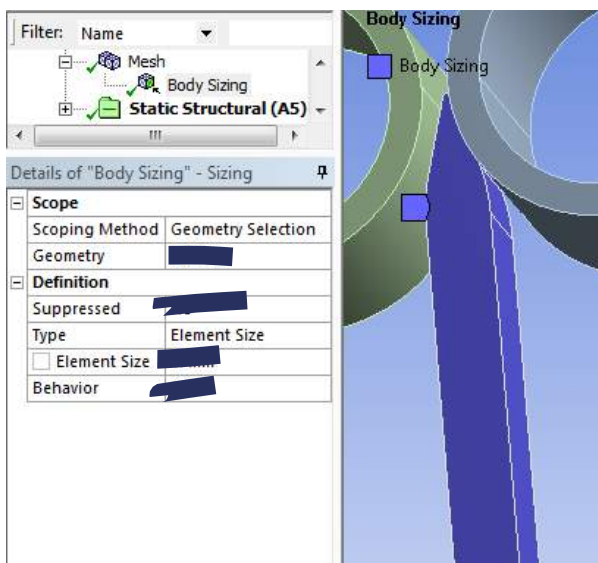 Filter: Name
Mesh
Body Sizing
Static Structural (A5)
Details of "Body Sizing" - Sizing
Scope
Scoping Method Geometry Selection
Geometry
Definition
Suppressed
Type Element Size
Element Size
Behavior
Body Sizing
Body Sizing